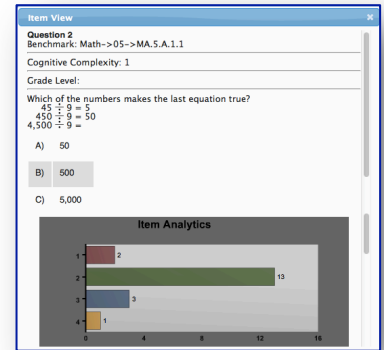 Item View
Question 2
Benchmark: Math->05->MA.5.A.1.1
Cognitive Complexity: 1
Grade Level:
Which of the numbers makes the last equation true?
45 ÷ 9 = 5
450 ÷ 9 = 50
4,500 ÷ 9 =
A) 50
B) 500
C) 5,000
Item Analytics
1 2
2 13
3 3
4 1
0 4 8 12 16